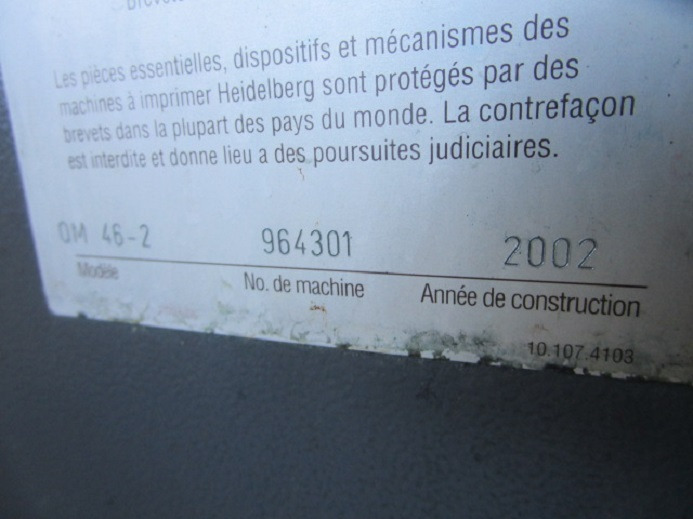 Les pièces essentielles, dispositifs et mécanismes des
machines à imprimer Heidelberg sont protégés par des
brevets dans la plupart des pays du monde. La contrefaçon
est interdite et donne lieu a des poursuites judiciaires.
QM 46-2 964301 2002
Modèle No. de machine Année de construction
10.107.4103